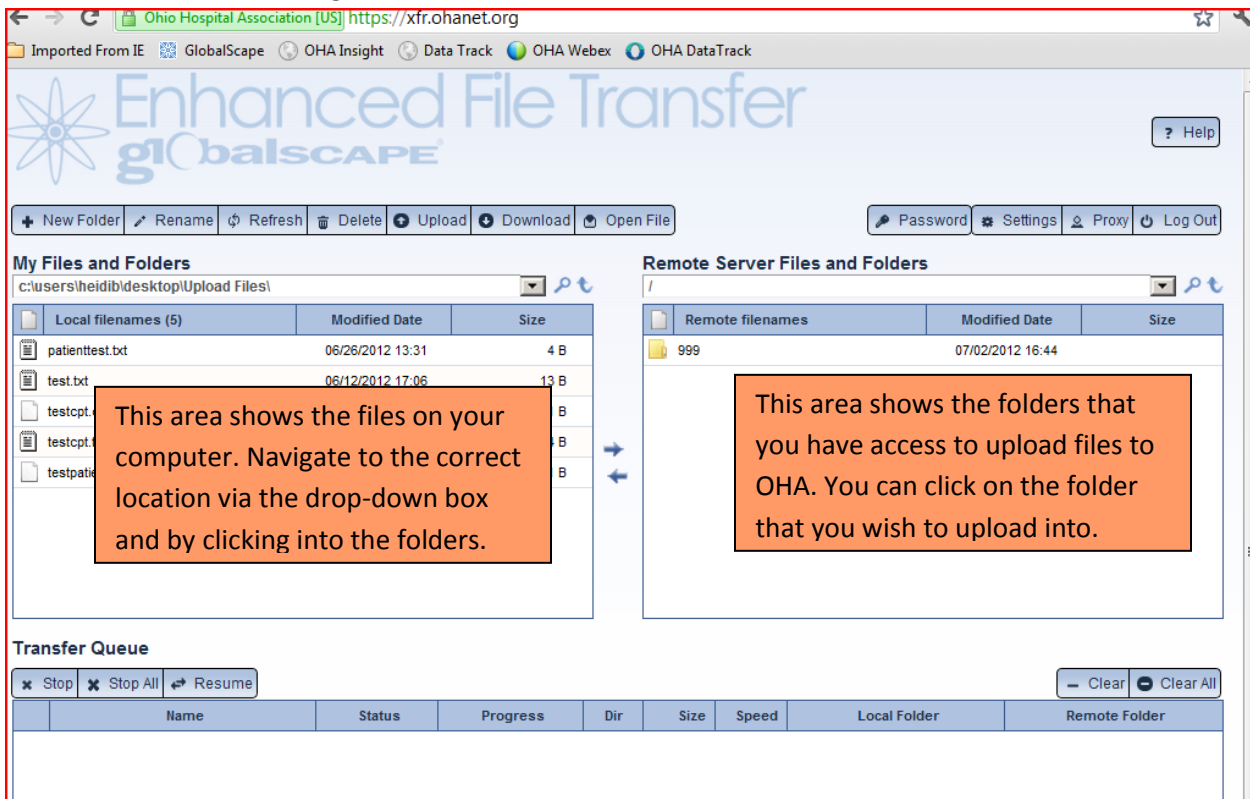 Ohio Hospital Association [US] https://xfr.ohanet.org
Imported From IE GlobalScape OHA Insight Data Track OHA Webex OHA DataTrack
Enhanced File Transfer
globalscape
? Help
New Folder Rename Refresh Delete Upload Download Open File Password Settings Proxy Log Out
My Files and Folders
c:\users\heidib\desktop\Upload Files\
Local filenames (5) Modified Date Size
patienttest.txt 06/26/2012 13:31 4 B
test.txt 06/12/2012 17:06 13 B
testcpt. B
testcpt. B
B
This area shows the files on your
computer. Navigate to the correct
location via the drop-down box
and by clicking into the folders.
Remote Server Files and Folders
/
Remote filenames Modified Date Size
999 07/02/2012 16:44
This area shows the folders that
you have access to upload files to
OHA. You can click on the folder
that you wish to upload into.
Transfer Queue
Stop Stop All Resume Clear Clear All
Name Status Progress Dir Size Speed Local Folder Remote Folder